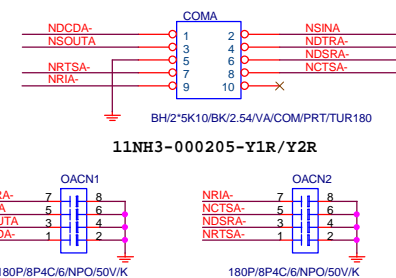 COMA
NDCDA- 1 2 NSINA
NSOUTA 3 4 NDTRA-
5 6 NDSRA-
NRTSA- 7 8 NCTSA-
NRIA- 9 10
BH/2*5K10/BK/2.54/VA/COM/PRT/TUR180
11NH3-000205-Y1R/Y2R
OACN1 OACN2
RA- 7 8 NRIA- 7 8
A 5 6 NCTSA- 5 6
UTA 3 4 NDSRA- 3 4
DA- 1 2 NRTSA- 1 2
180P/8P4C/6/NPO/50V/K 180P/8P4C/6/NPO/50V/K